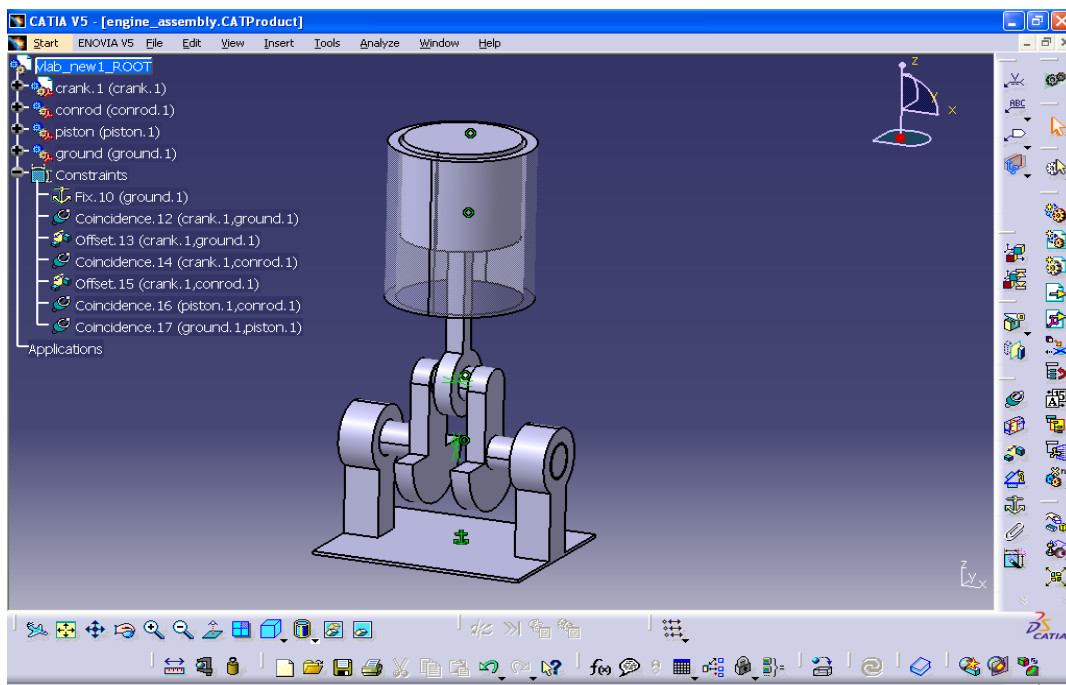 CATIA V5 - [engine_assembly.CATProduct]
Start ENOVIA V5 File Edit View Insert Tools Analyze Window Help
vlab_new1_ROOT
crank.1 (crank.1)
conrod (conrod.1)
piston (piston.1)
ground (ground.1)
Constraints
Fix.10 (ground.1)
Coincidence.12 (crank.1,ground.1)
Offset.13 (crank.1,ground.1)
Coincidence.14 (crank.1,conrod.1)
Offset.15 (crank.1,conrod.1)
Coincidence.16 (piston.1,conrod.1)
Coincidence.17 (ground.1,piston.1)
Applications
z
y
x
ABC
z
y
x
f(x)
CATIA